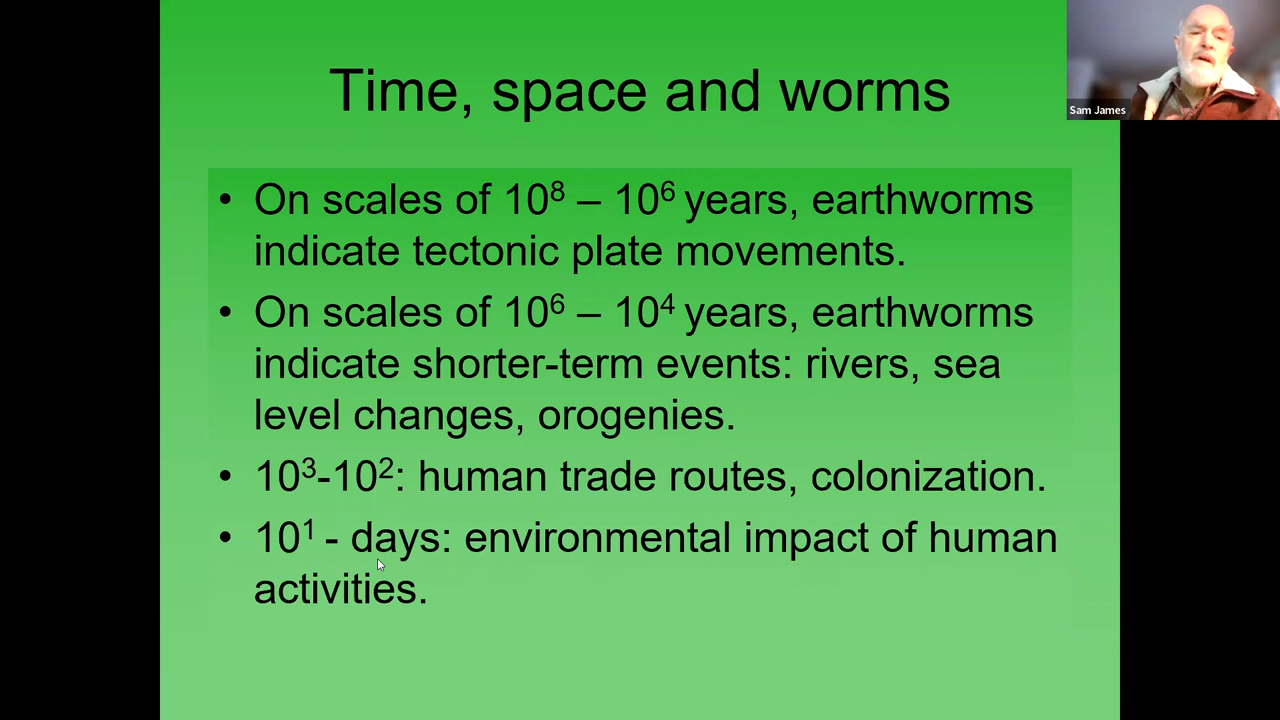 Time, space and worms
Sam James
• On scales of 10⁸ – 10⁶ years, earthworms
indicate tectonic plate movements.
• On scales of 10⁶ – 10⁴ years, earthworms
indicate shorter-term events: rivers, sea
level changes, orogenies.
• 10³-10²: human trade routes, colonization.
• 10¹ - days: environmental impact of human
activities.